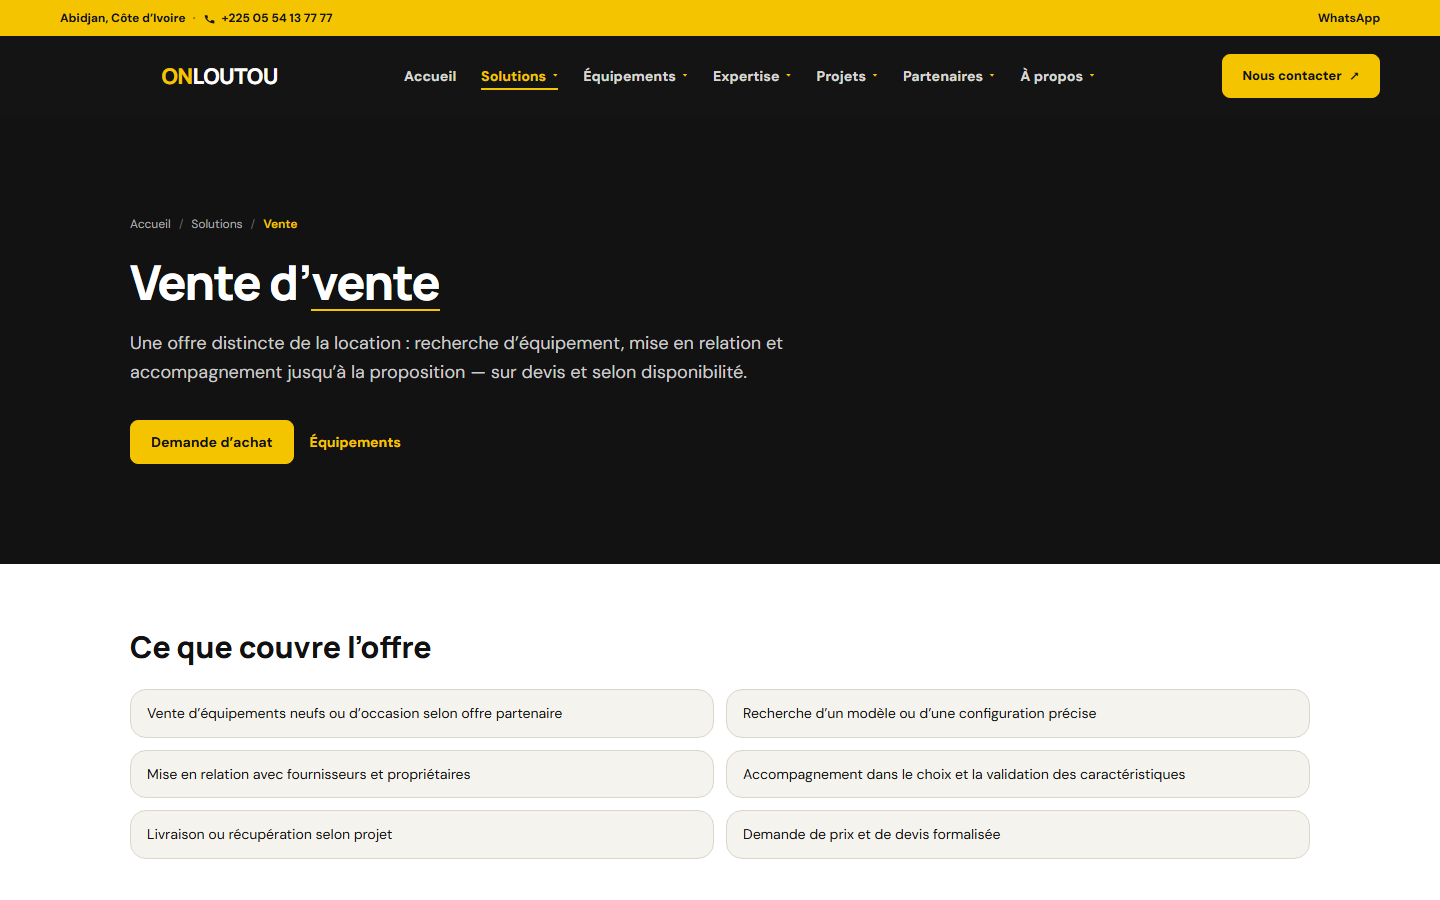 Abidjan, Côte d’Ivoire · +225 05 54 13 77 77
WhatsApp
ONLOUTOU
Accueil Solutions Équipements Expertise Projets Partenaires À propos
Nous contacter ↗
Accueil / Solutions / Vente
Vente d’vente
Une offre distincte de la location : recherche d’équipement, mise en relation et
accompagnement jusqu’à la proposition — sur devis et selon disponibilité.
Demande d’achat
Équipements
Ce que couvre l’offre
Vente d’équipements neufs ou d’occasion selon offre partenaire
Recherche d’un modèle ou d’une configuration précise
Mise en relation avec fournisseurs et propriétaires
Accompagnement dans le choix et la validation des caractéristiques
Livraison ou récupération selon projet
Demande de prix et de devis formalisée